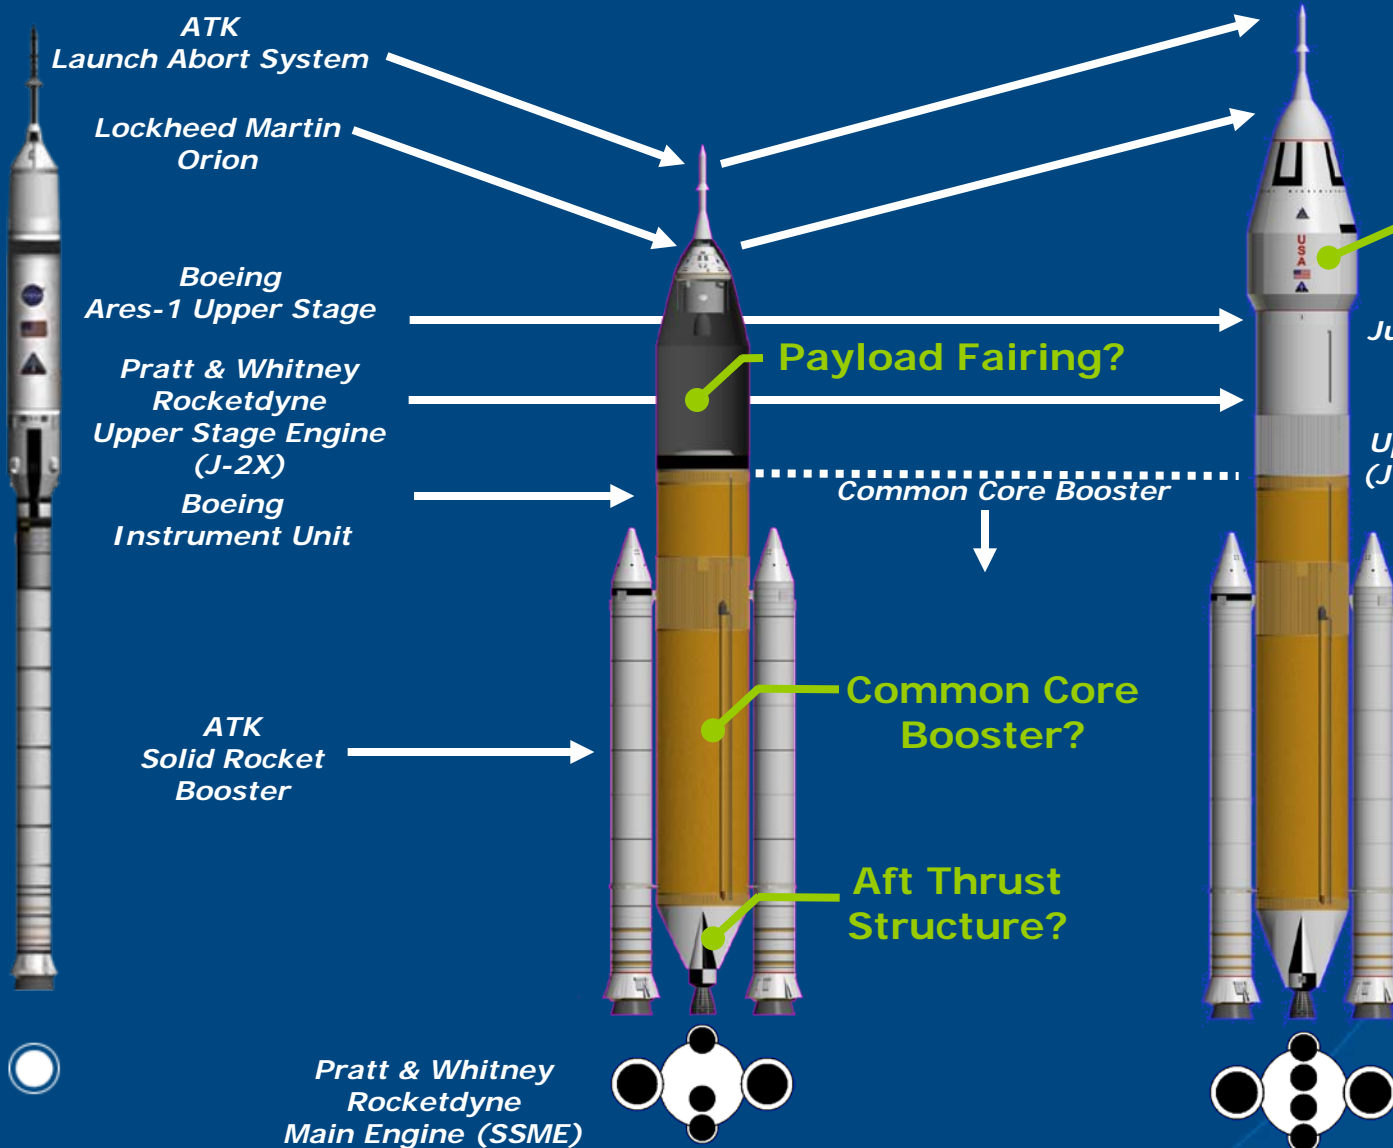 ATK
Launch Abort System
Lockheed Martin
Orion
Boeing
Ares-1 Upper Stage
Pratt & Whitney
Rocketdyne
Upper Stage Engine
(J-2X)
Boeing
Instrument Unit
ATK
Solid Rocket
Booster
Pratt & Whitney
Rocketdyne
Main Engine (SSME)
Payload Fairing?
Common Core Booster
Common Core
Booster?
Aft Thrust
Structure?
USA